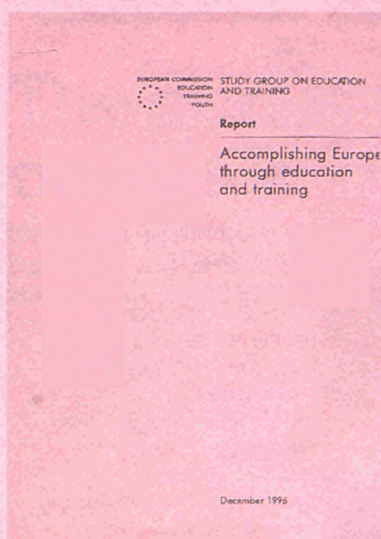 EUROPEAN COMMISSION
EDUCATION
TRAINING
YOUTH
STUDY GROUP ON EDUCATION
AND TRAINING
Report
Accomplishing Europe
through education
and training
December 1996